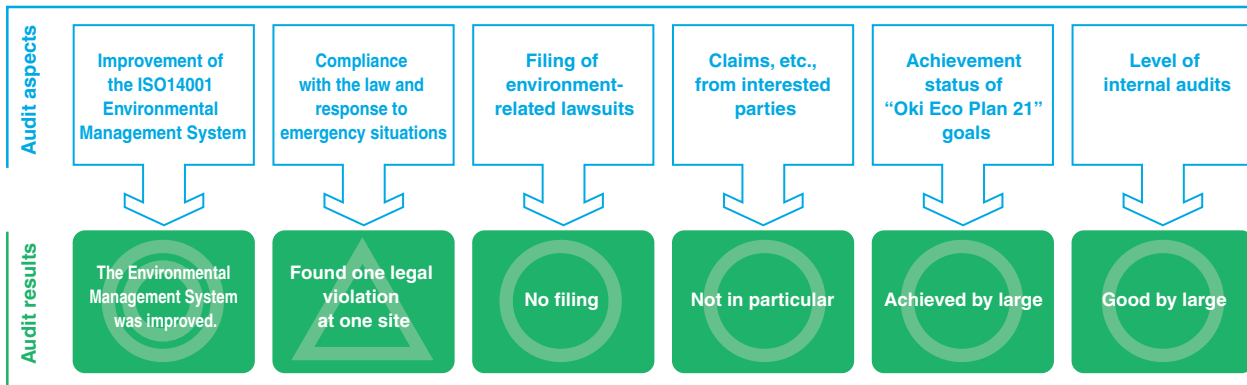 Audit aspects
Improvement of
the ISO14001
Environmental
Management System
Compliance
with the law and
response to
emergency situations
Filing of
environment-
related lawsuits
Claims, etc.,
from interested
parties
Achievement
status of
“Oki Eco Plan 21”
goals
Level of
internal audits
Audit results
The Environmental
Management System
was improved.
Found one legal
violation
at one site
No filing
Not in particular
Achieved by large
Good by large